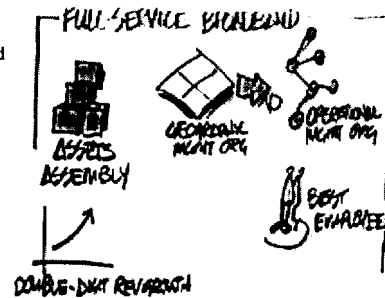 FULL-SERVICE BROADBAND
d
ASSETS
ASSEMBLY
GEOGRAPHIC
MGMT ORG
OPERATIONAL
MGMT ORG
BEST
EMPLOYEE
DOUBLE-DIGIT REV GROWTH